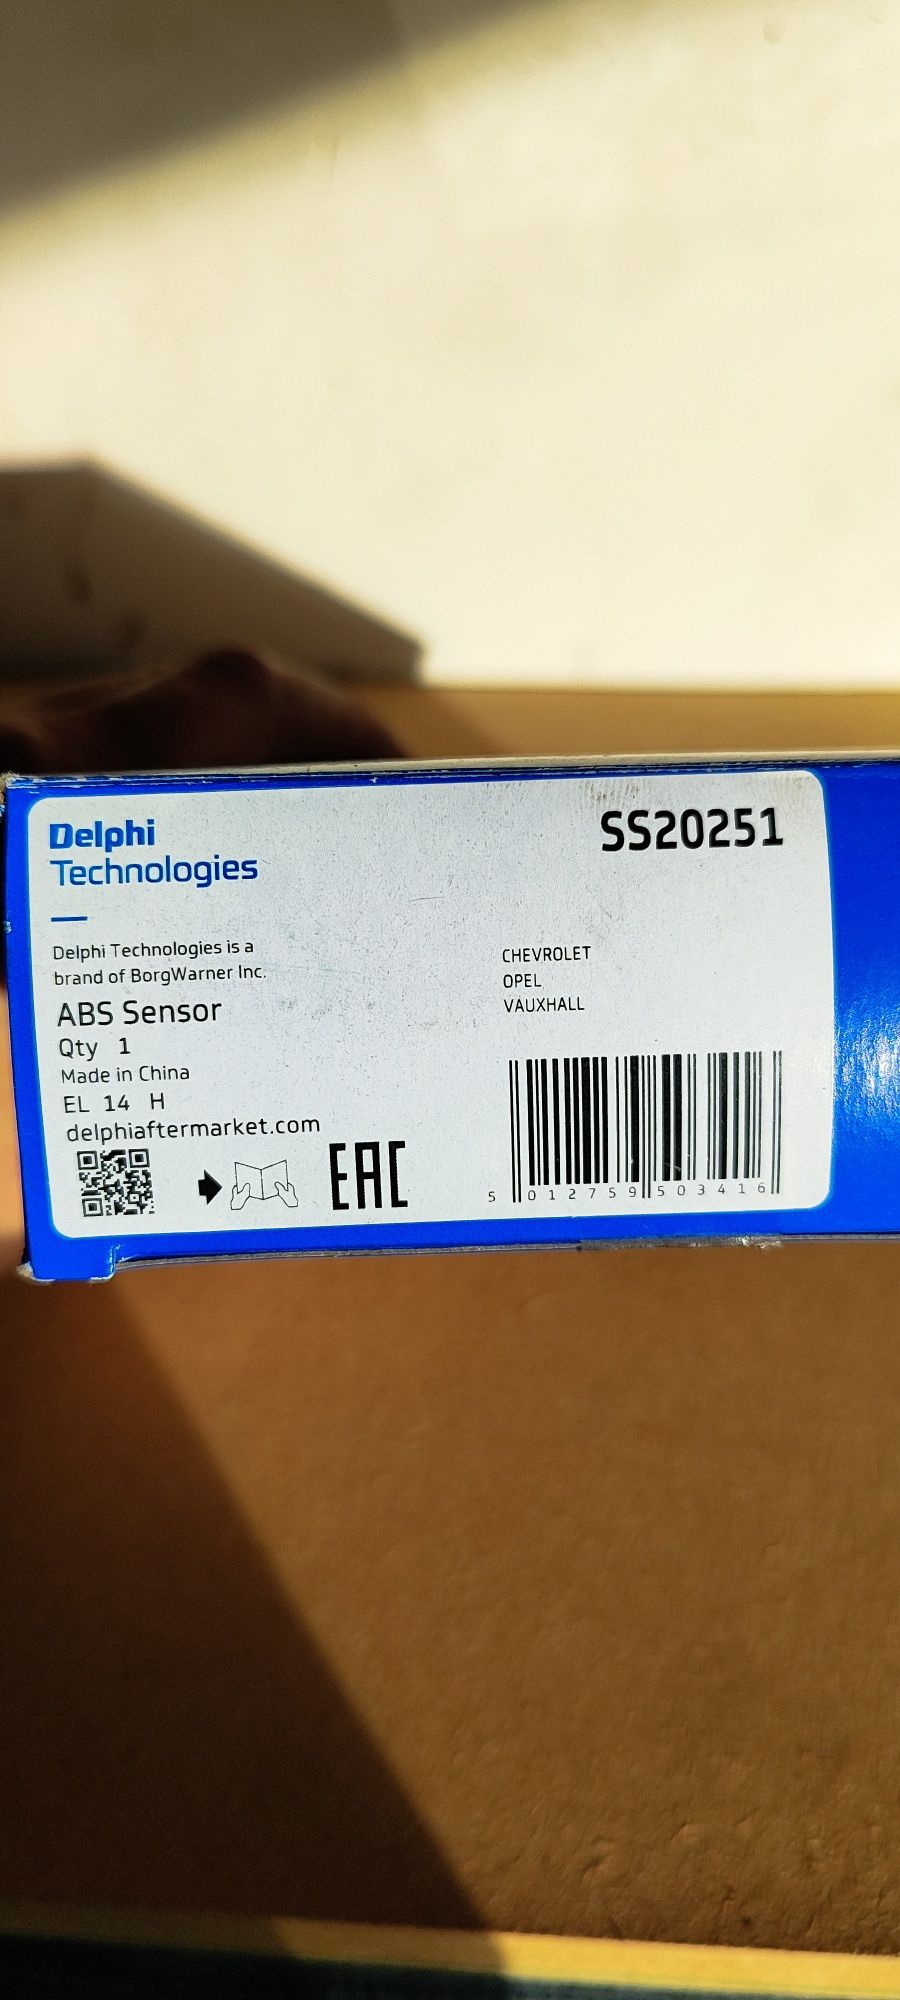 Delphi
Technologies
SS20251
Delphi Technologies is a
brand of BorgWarner Inc.
ABS Sensor
Qty 1
Made in China
EL 14 H
delphiaftermarket.com
EAC
CHEVROLET
OPEL
VAUXHALL
5 012759 503416